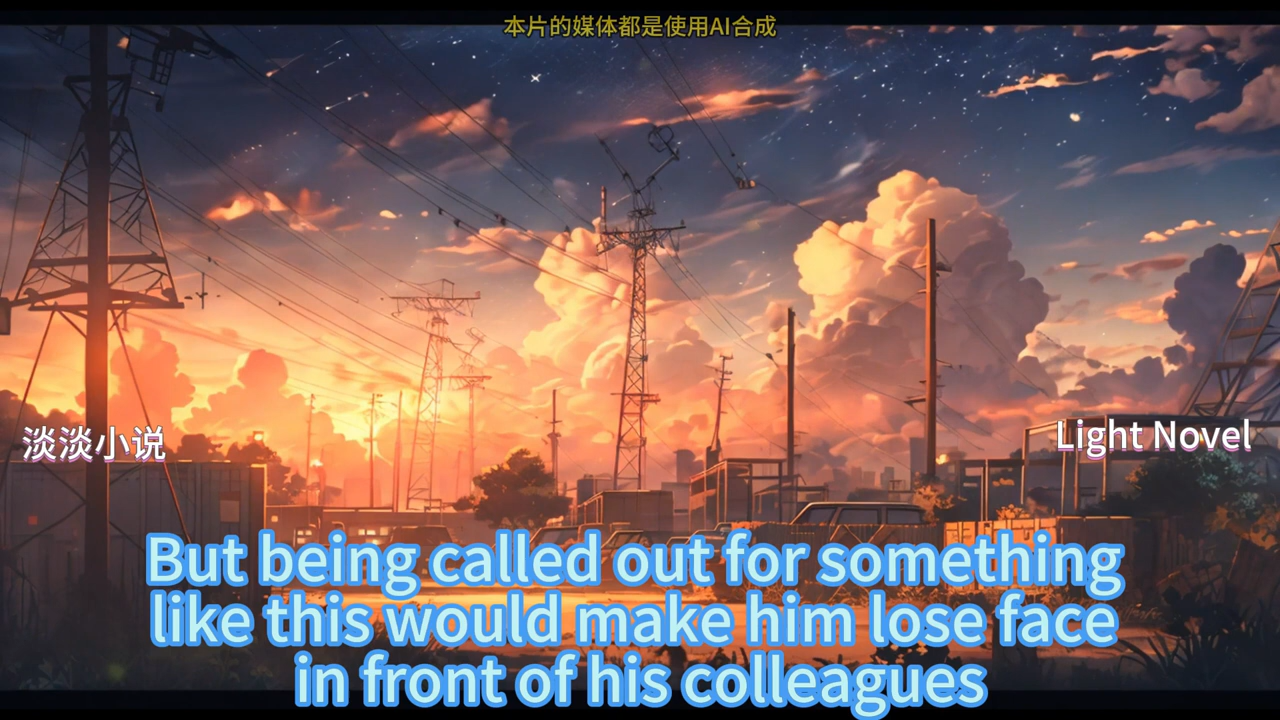 本片的媒体都是使用AI合成
淡淡小说
Light Novel
But being called out for something
like this would make him lose face
in front of his colleagues